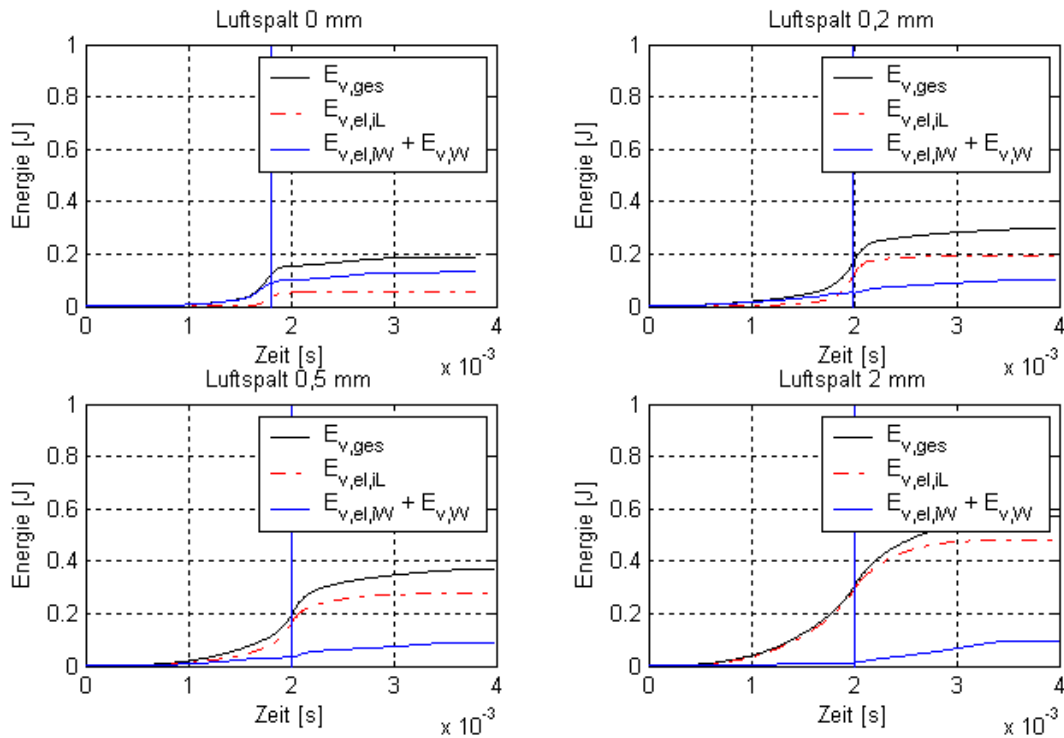 Luftspalt 0 mm
1
0.8
0.6
0.4
0.2
0
Energie [J]
E_v,ges
E_v,el,iL
E_v,el,iW + E_v,W
0 1 2 3 4
Zeit [s]
x 10^-3
Luftspalt 0,2 mm
1
0.8
0.6
0.4
0.2
0
Energie [J]
E_v,ges
E_v,el,iL
E_v,el,iW + E_v,W
0 1 2 3 4
Zeit [s]
x 10^-3
Luftspalt 0,5 mm
1
0.8
0.6
0.4
0.2
0
Energie [J]
E_v,ges
E_v,el,iL
E_v,el,iW + E_v,W
0 1 2 3 4
Zeit [s]
x 10^-3
Luftspalt 2 mm
1
0.8
0.6
0.4
0.2
0
Energie [J]
E_v,ges
E_v,el,iL
E_v,el,iW + E_v,W
0 1 2 3 4
Zeit [s]
x 10^-3